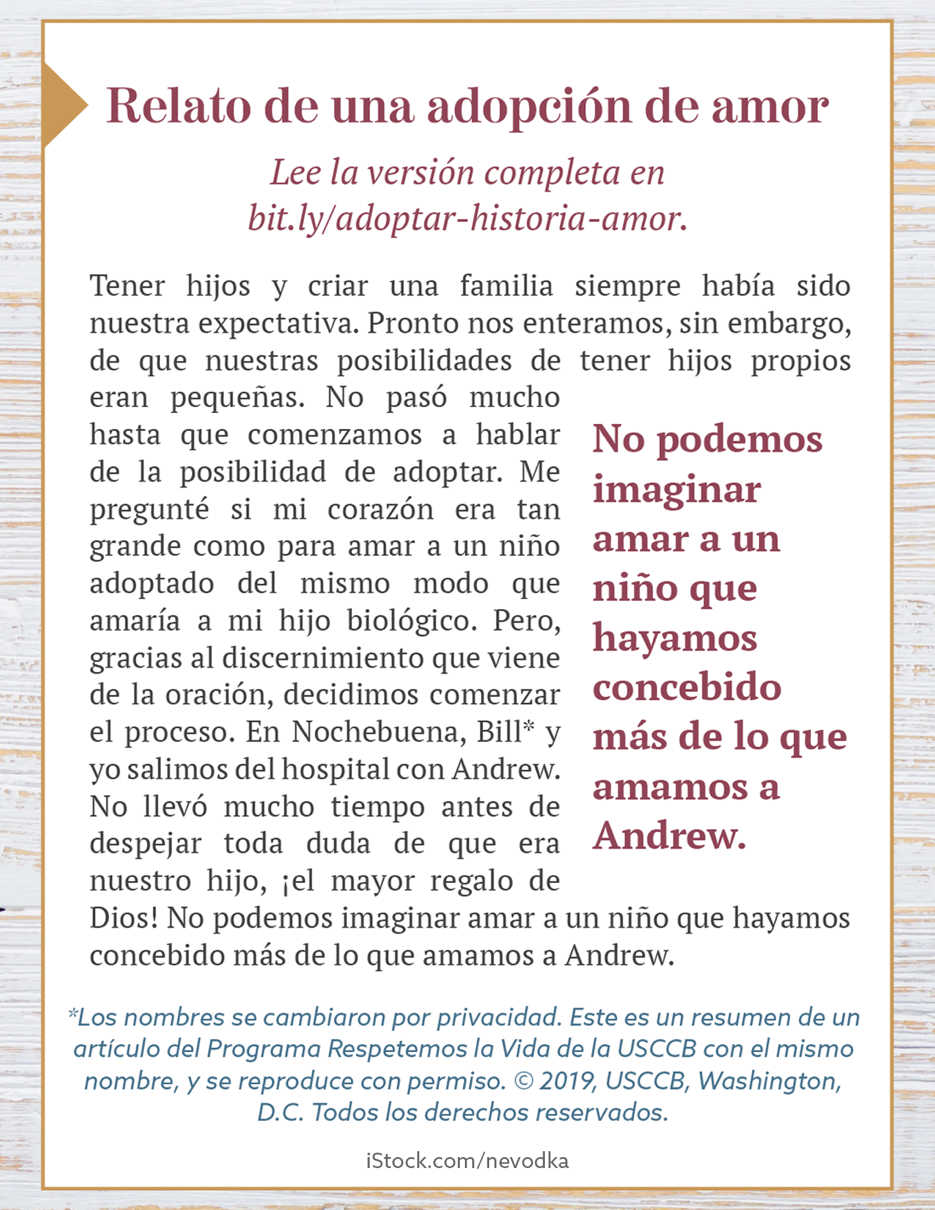 Relato de una adopción de amor
Lee la versión completa en
bit.ly/adoptar-historia-amor.
Tener hijos y criar una familia siempre había sido
nuestra expectativa. Pronto nos enteramos, sin embargo,
de que nuestras posibilidades de tener hijos propios
eran pequeñas. No pasó mucho
hasta que comenzamos a hablar
de la posibilidad de adoptar. Me
pregunté si mi corazón era tan
grande como para amar a un niño
adoptado del mismo modo que
amaría a mi hijo biológico. Pero,
gracias al discernimiento que viene
de la oración, decidimos comenzar
el proceso. En Nochebuena, Bill* y
yo salimos del hospital con Andrew.
No llevó mucho tiempo antes de
despejar toda duda de que era
nuestro hijo, ¡el mayor regalo de
Dios! No podemos imaginar amar a un niño que hayamos
concebido más de lo que amamos a Andrew.
No podemos
imaginar
amar a un
niño que
hayamos
concebido
más de lo que
amamos a
Andrew.
*Los nombres se cambiaron por privacidad. Este es un resumen de un
artículo del Programa Respetemos la Vida de la USCCB con el mismo
nombre, y se reproduce con permiso. © 2019, USCCB, Washington,
D.C. Todos los derechos reservados.
iStock.com/nevodka